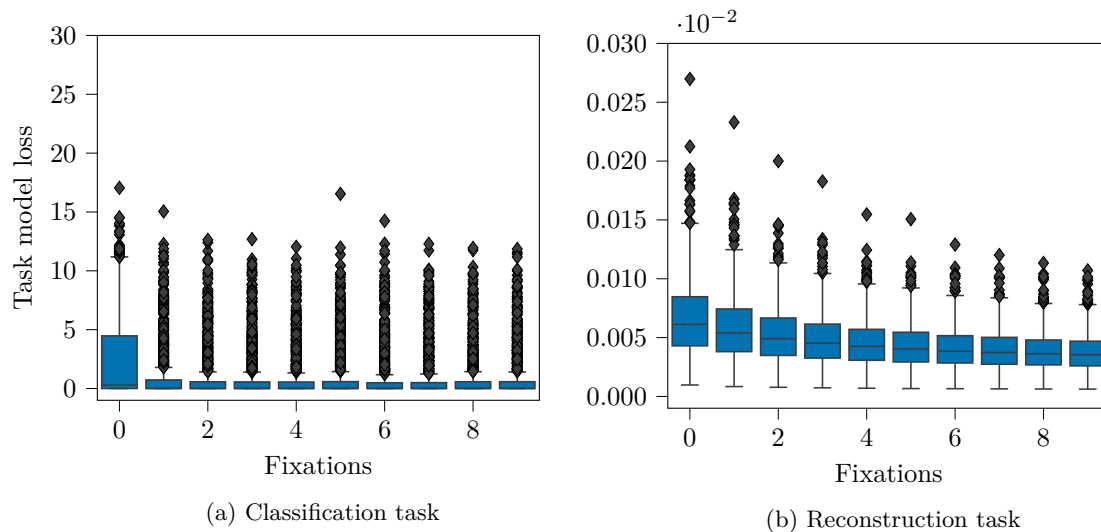 30
25
20
15
10
5
0
Task model loss
0 2 4 6 8
Fixations
(a) Classification task
·10⁻²
0.030
0.025
0.020
0.015
0.010
0.005
0.000
0 2 4 6 8
Fixations
(b) Reconstruction task